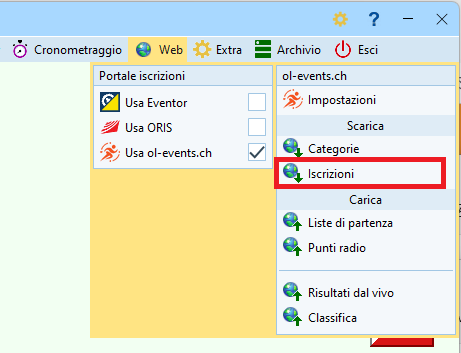 ?
Cronometraggio Web Extra Archivio Esci
Portale iscrizioni
Usa Eventor
Usa ORIS
Usa ol-events.ch
ol-events.ch
Impostazioni
Scarica
Categorie
Iscrizioni
Carica
Liste di partenza
Punti radio
Risultati dal vivo
Classifica